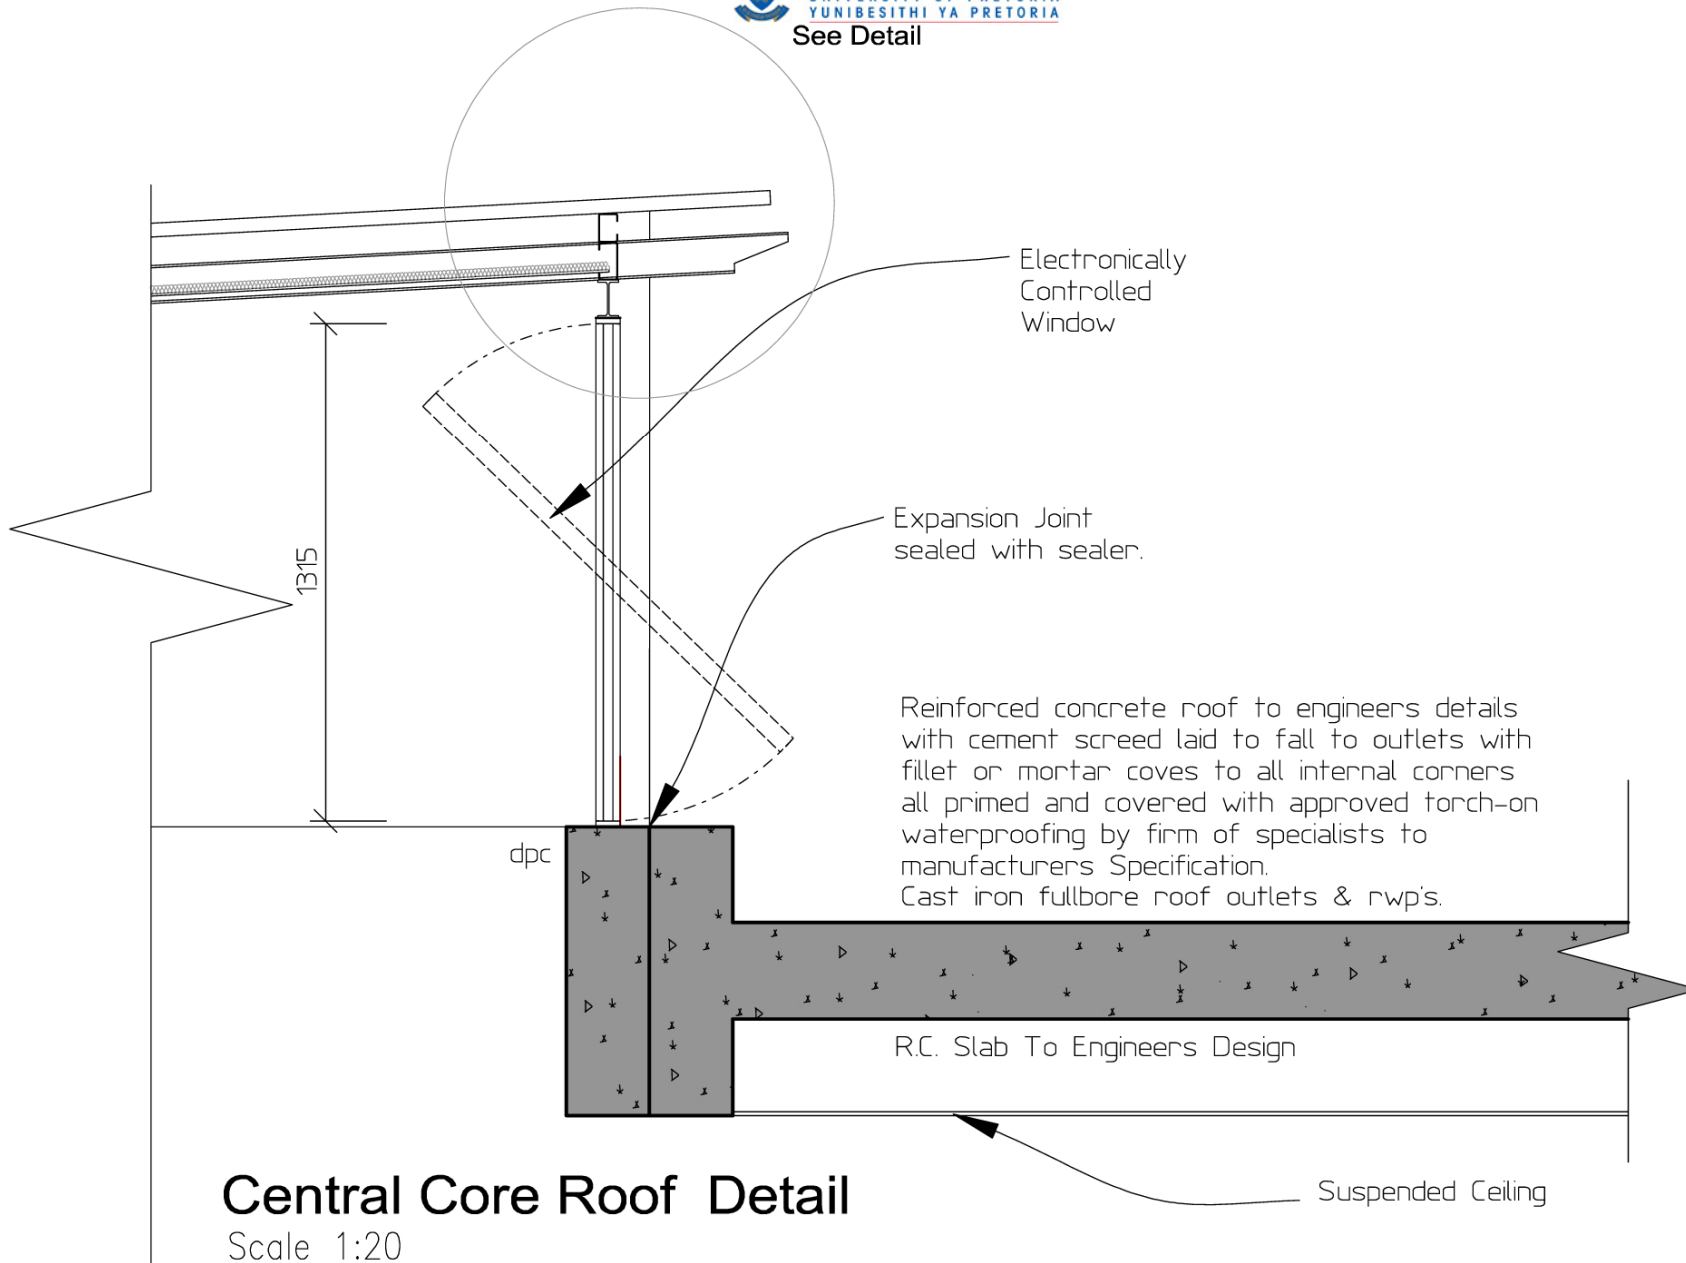 YUNIBESITHI YA PRETORIA
See Detail
Electronically
Controlled
Window
1315
Expansion Joint
sealed with sealer.
Reinforced concrete roof to engineers details
with cement screed laid to fall to outlets with
fillet or mortar coves to all internal corners
all primed and covered with approved torch-on
waterproofing by firm of specialists to
manufacturers Specification.
Cast iron fullbore roof outlets & rwp's.
dpc
R.C. Slab To Engineers Design
Suspended Ceiling
Central Core Roof Detail
Scale 1:20